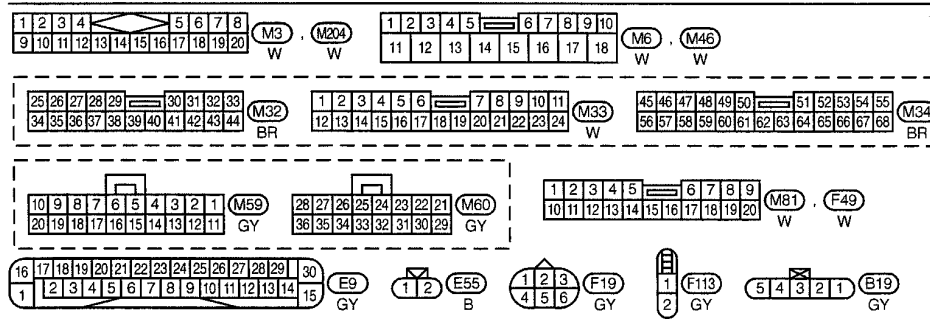 1 2 3 4 5 6 7 8
9 10 11 12 13 14 15 16 17 18 19 20
M3 , M204
W W
1 2 3 4 5 6 7 8 9 10
11 12 13 14 15 16 17 18
M6 , M46
W W
25 26 27 28 29 30 31 32 33
34 35 36 37 38 39 40 41 42 43 44
M32
BR
1 2 3 4 5 6 7 8 9 10 11
12 13 14 15 16 17 18 19 20 21 22 23 24
M33
W
45 46 47 48 49 50 51 52 53 54 55
56 57 58 59 60 61 62 63 64 65 66 67 68
M34
BR
10 9 8 7 6 5 4 3 2 1
20 19 18 17 16 15 14 13 12 11
M59
GY
28 27 26 25 24 23 22 21
36 35 34 33 32 31 30 29
M60
GY
1 2 3 4 5 6 7 8 9
10 11 12 13 14 15 16 17 18 19 20
M81 , F49
W W
16 17 18 19 20 21 22 23 24 25 26 27 28 29 30
1 2 3 4 5 6 7 8 9 10 11 12 13 14 15
E9
GY
1 2
E55
B
1 2 3
4 5 6
F19
GY
1
2
F113
GY
5 4 3 2 1
B19
GY